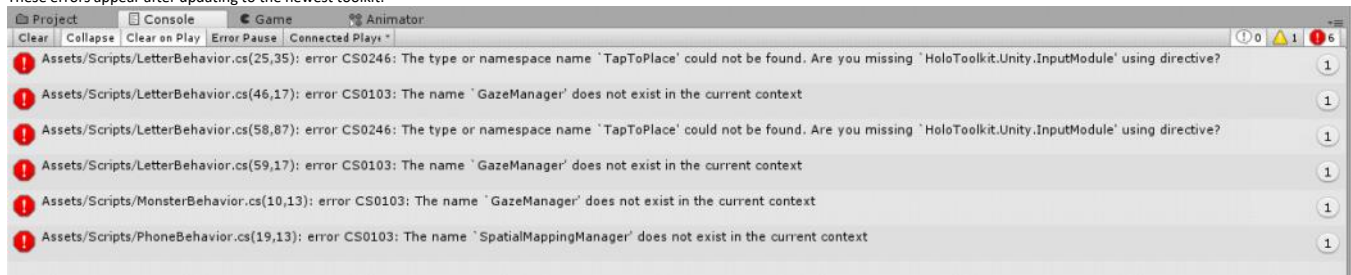 These errors appear after updating to the newest toolkit:
Project Console Game Animator
Clear Collapse Clear on Play Error Pause Connected Playe 0 1 6
Assets/Scripts/LetterBehavior.cs(25,35): error CS0246: The type or namespace name `TapToPlace' could not be found. Are you missing `HoloToolkit.Unity.InputModule' using directive? 1
Assets/Scripts/LetterBehavior.cs(46,17): error CS0103: The name `GazeManager' does not exist in the current context 1
Assets/Scripts/LetterBehavior.cs(58,87): error CS0246: The type or namespace name `TapToPlace' could not be found. Are you missing `HoloToolkit.Unity.InputModule' using directive? 1
Assets/Scripts/LetterBehavior.cs(59,17): error CS0103: The name `GazeManager' does not exist in the current context 1
Assets/Scripts/MonsterBehavior.cs(10,13): error CS0103: The name `GazeManager' does not exist in the current context 1
Assets/Scripts/PhoneBehavior.cs(19,13): error CS0103: The name `SpatialMappingManager' does not exist in the current context 1